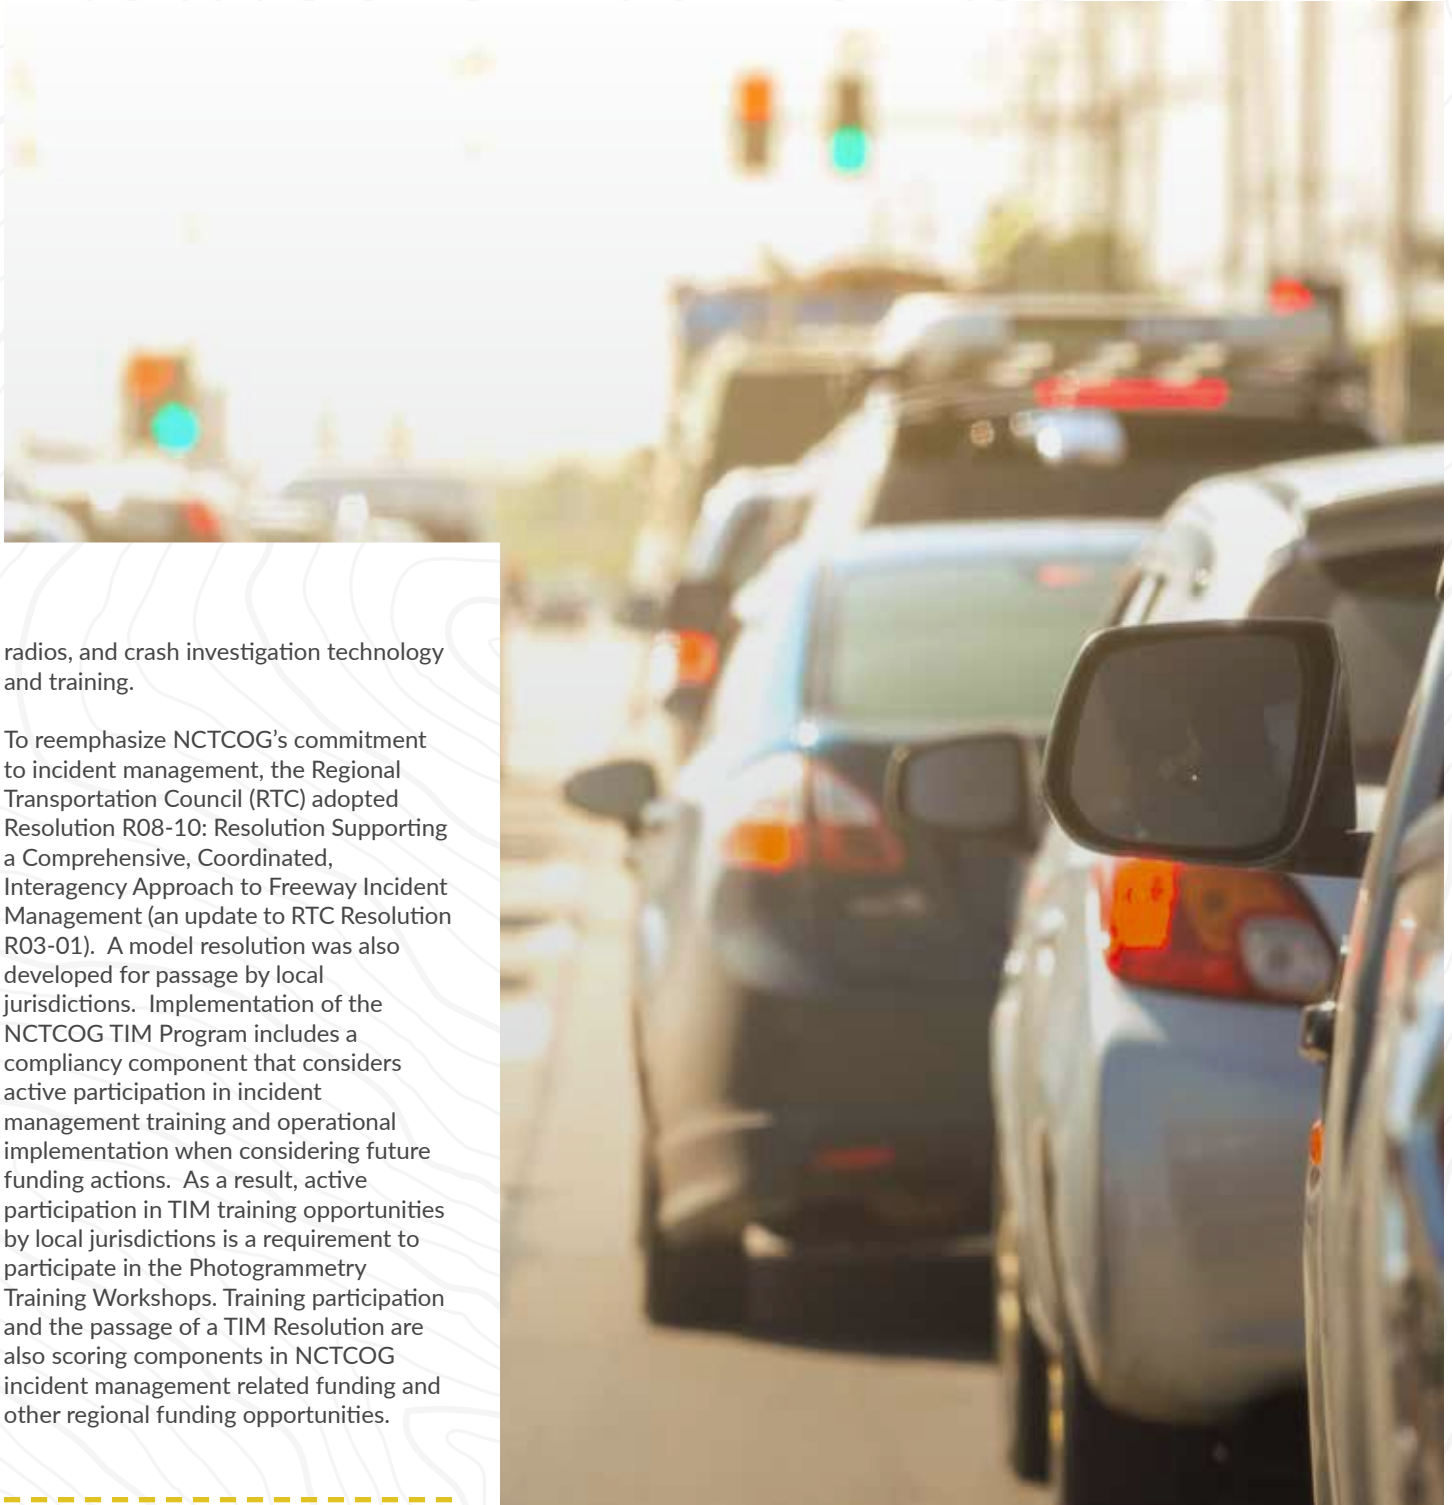 radios, and crash investigation technology
and training.
To reemphasize NCTCOG’s commitment
to incident management, the Regional
Transportation Council (RTC) adopted
Resolution R08-10: Resolution Supporting
a Comprehensive, Coordinated,
Interagency Approach to Freeway Incident
Management (an update to RTC Resolution
R03-01).  A model resolution was also
developed for passage by local
jurisdictions.  Implementation of the
NCTCOG TIM Program includes a
compliancy component that considers
active participation in incident
management training and operational
implementation when considering future
funding actions.  As a result, active
participation in TIM training opportunities
by local jurisdictions is a requirement to
participate in the Photogrammetry
Training Workshops. Training participation
and the passage of a TIM Resolution are
also scoring components in NCTCOG
incident management related funding and
other regional funding opportunities.